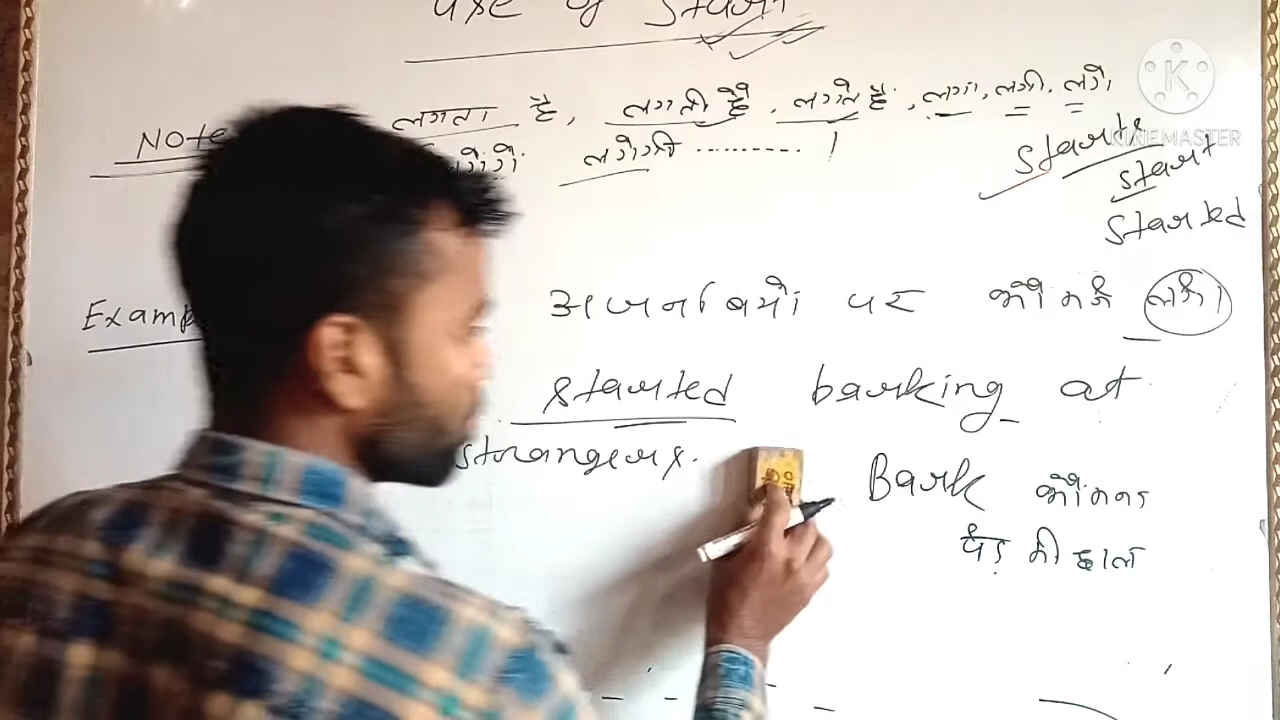 use of Start
Note लगता है, लगती है, लगते है, लगा, लगी, लगे,
लगेगी .......... ।
starts
start
started
Examp अजनबियों पर भौंकने लगे।
started barking at
strangers.
Bark भौंकना
पेड़ की छाल
K
KINEMASTER